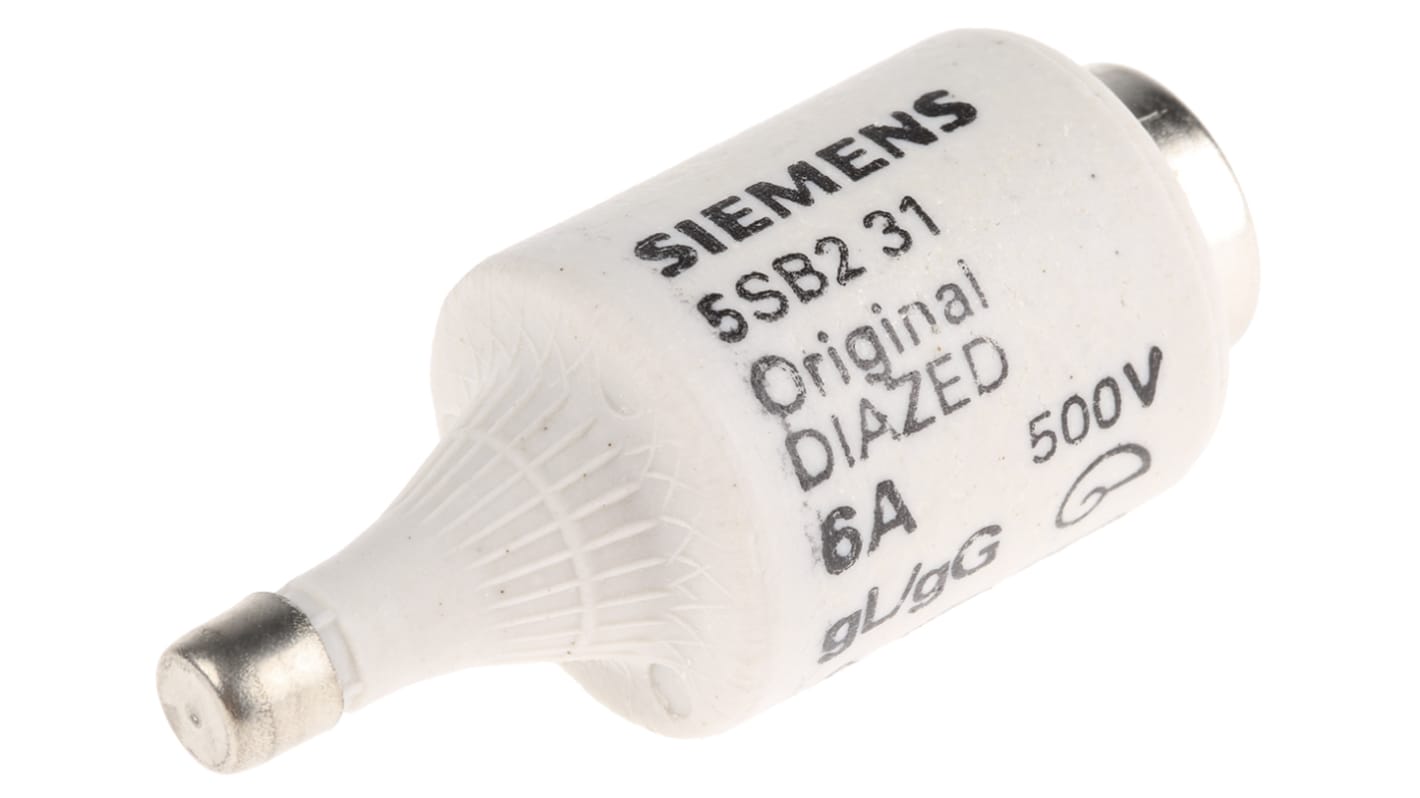 SIEMENS
5SB2 31
Original
DIAZED
6A 500V
gL/gG